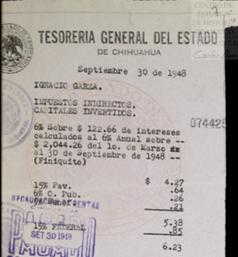 TESORERIA GENERAL DEL ESTADO
DE CHIHUAHUA
Septiembre 30 de 1948
IGNACIO GARZA.
IMPUESTOS INDIRECTOS.
CAPITALES INVERTIDOS.
074425
6% Sobre $ 122.66 de intereses
calculados al 6% Anual sobre --
$ 2,044.26 del 1o. de Marzo
al 30 de Septiembre de 1948 --
(Finiquito)
$ 4.27
15% Fav. .64
6% C. Pub. .26
.21
5.38
15% FEDERAL .85
6.23
RENTAS
SET 30 1948